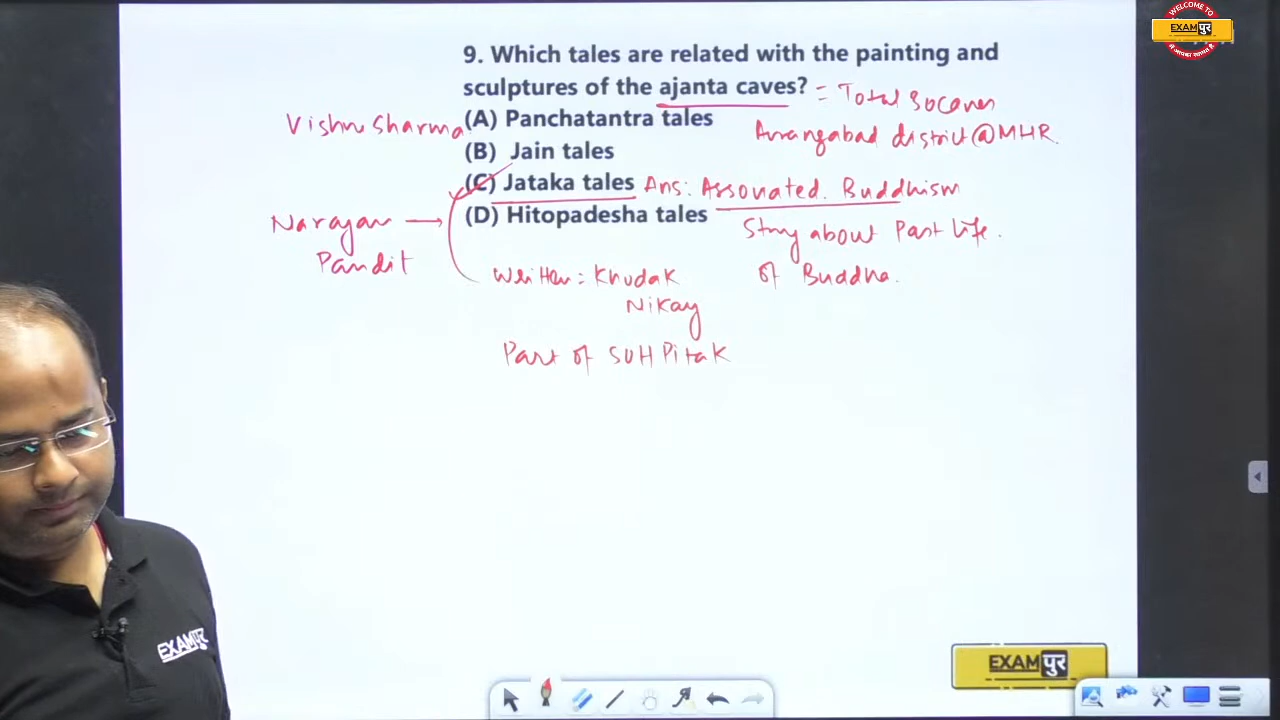 WELCOME TO
EXAMपुर
9. Which tales are related with the painting and
sculptures of the ajanta caves? = Total 30 caves
Vishnu Sharma (A) Panchatantra tales
Aurangabad district @ MHR.
(B) Jain tales
(C) Jataka tales Ans: Associated. Buddhism
Narayan → (D) Hitopadesha tales
Pandit
Story about Past Life.
of Buddha.
Written = Khudak
Nikay
Part of SUH Pitak
EXAMपुर
EXAMपुर